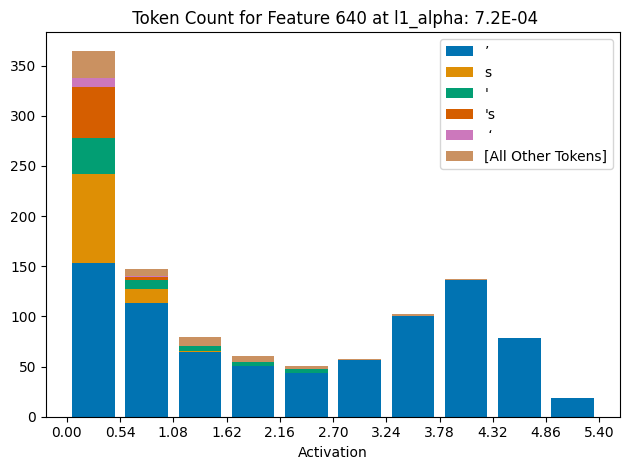 Token Count for Feature 640 at l1_alpha: 7.2E-04
’
s
'
's
‘
[All Other Tokens]
350
300
250
200
150
100
50
0
0.00 0.54 1.08 1.62 2.16 2.70 3.24 3.78 4.32 4.86 5.40
Activation